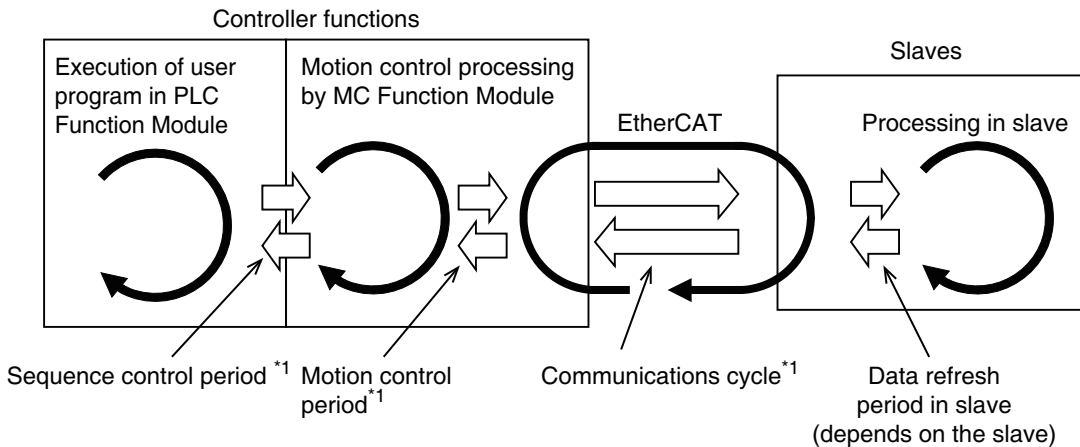 Controller functions
Execution of user
program in PLC
Function Module
Motion control processing
by MC Function Module
EtherCAT
Slaves
Processing in slave
Sequence control period *1
Motion control
period*1
Communications cycle*1
Data refresh
period in slave
(depends on the slave)